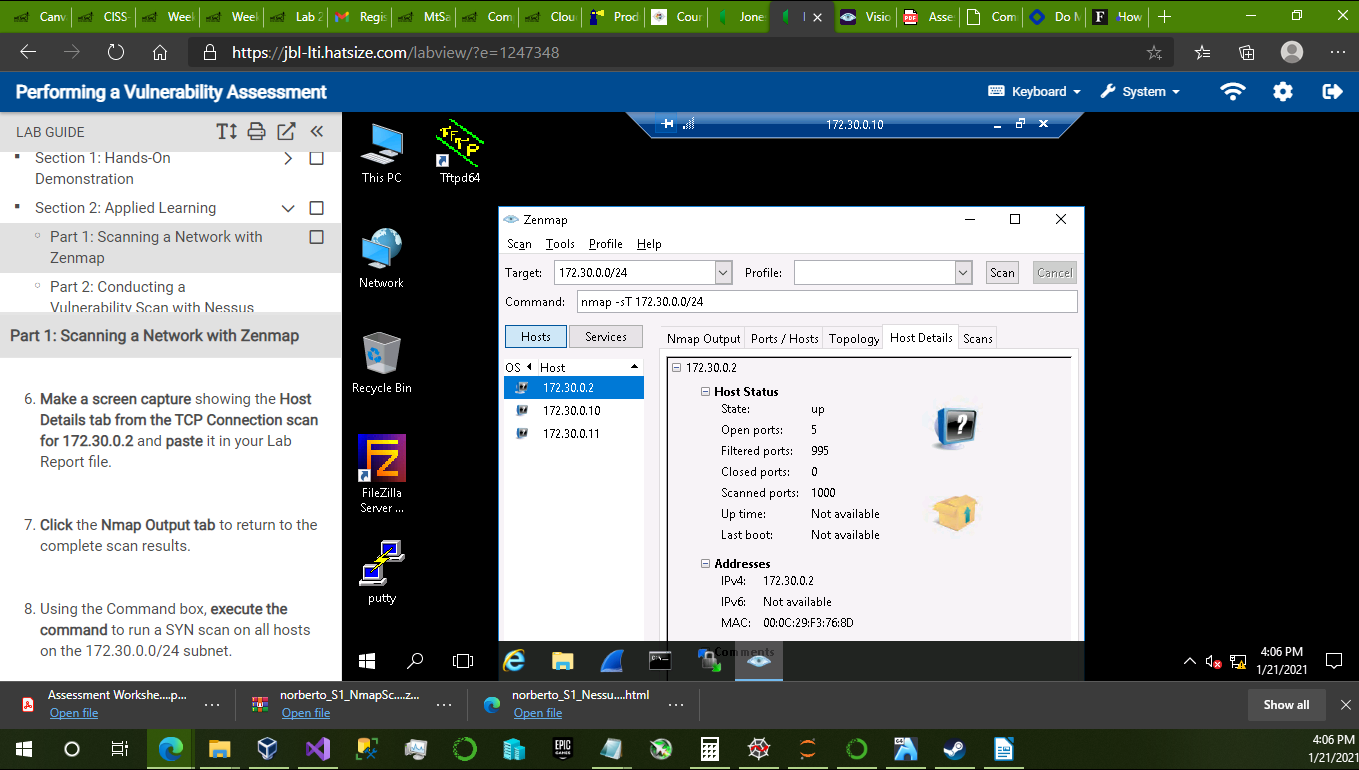 Canv
CISS-
Week
Week
Lab 2
Regis
MtSa
Com
Clou
Prod
Cour
Jone
Visio
Asse
Com
Do M
How
https://jbl-lti.hatsize.com/labview/?e=1247348
Performing a Vulnerability Assessment
Keyboard
System
LAB GUIDE
Section 1: Hands-On
Demonstration
Section 2: Applied Learning
Part 1: Scanning a Network with
Zenmap
Part 2: Conducting a
Vulnerability Scan with Nessus
Part 1: Scanning a Network with Zenmap
6. Make a screen capture showing the Host
Details tab from the TCP Connection scan
for 172.30.0.2 and paste it in your Lab
Report file.
7. Click the Nmap Output tab to return to the
complete scan results.
8. Using the Command box, execute the
command to run a SYN scan on all hosts
on the 172.30.0.0/24 subnet.
172.30.0.10
This PC
Tftpd64
Network
Recycle Bin
FileZilla
Server ...
putty
Zenmap
Scan Tools Profile Help
Target: 172.30.0.0/24 Profile: Scan Cancel
Command: nmap -sT 172.30.0.0/24
Hosts Services
Nmap Output Ports / Hosts Topology Host Details Scans
OS Host
172.30.0.2
172.30.0.10
172.30.0.11
172.30.0.2
Host Status
State: up
Open ports: 5
Filtered ports: 995
Closed ports: 0
Scanned ports: 1000
Up time: Not available
Last boot: Not available
Addresses
IPv4: 172.30.0.2
IPv6: Not available
MAC: 00:0C:29:F3:76:8D
Comments
4:06 PM
1/21/2021
Assessment Workshe....p...
Open file
norberto_S1_NmapSc....z...
Open file
norberto_S1_Nessu....html
Open file
Show all
EPIC
GAMES
4:06 PM
1/21/2021